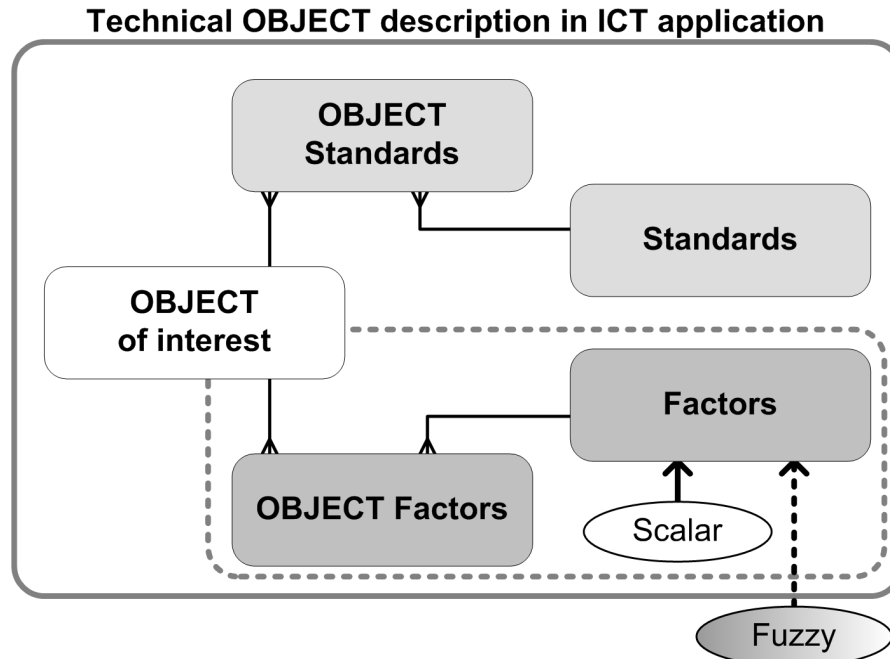 Technical OBJECT description in ICT application
OBJECT
Standards
Standards
OBJECT
of interest
Factors
OBJECT Factors
Scalar
Fuzzy